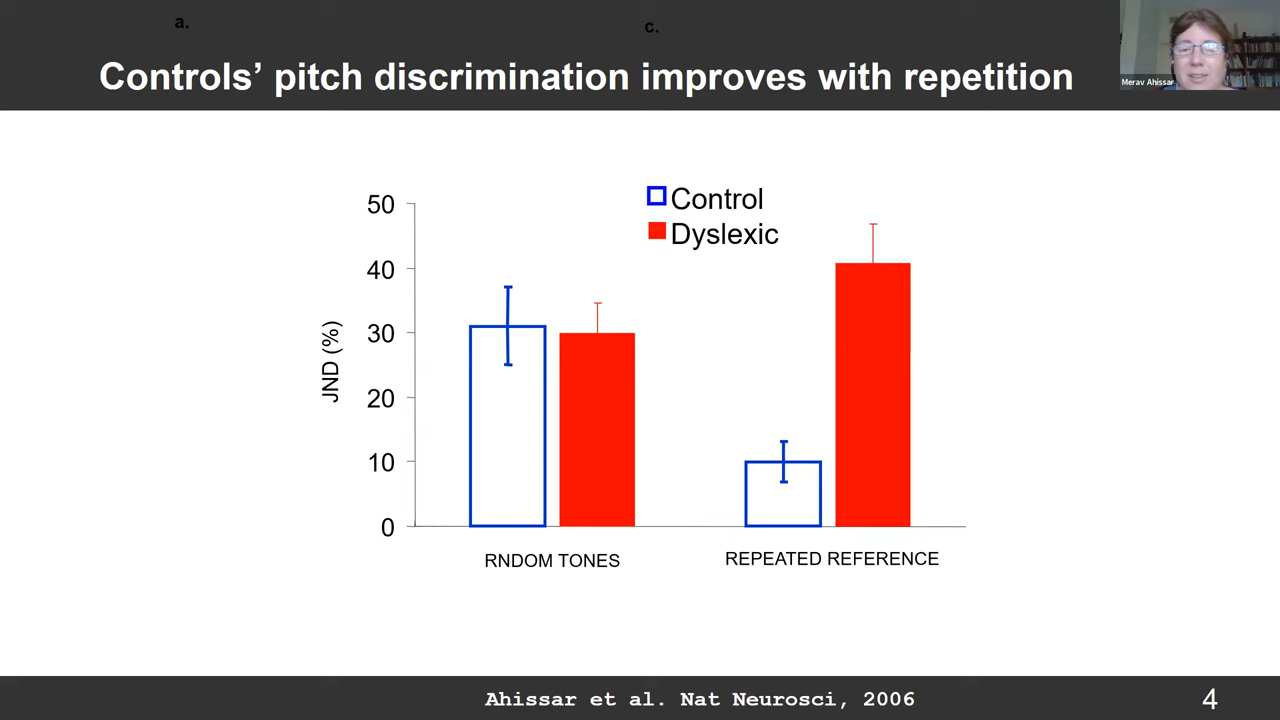 a.
c.
Controls’ pitch discrimination improves with repetition
Merav Ahissar
Control
Dyslexic
50
40
30
20
10
0
JND (%)
RNDOM TONES
REPEATED REFERENCE
Ahissar et al. Nat Neurosci, 2006
4